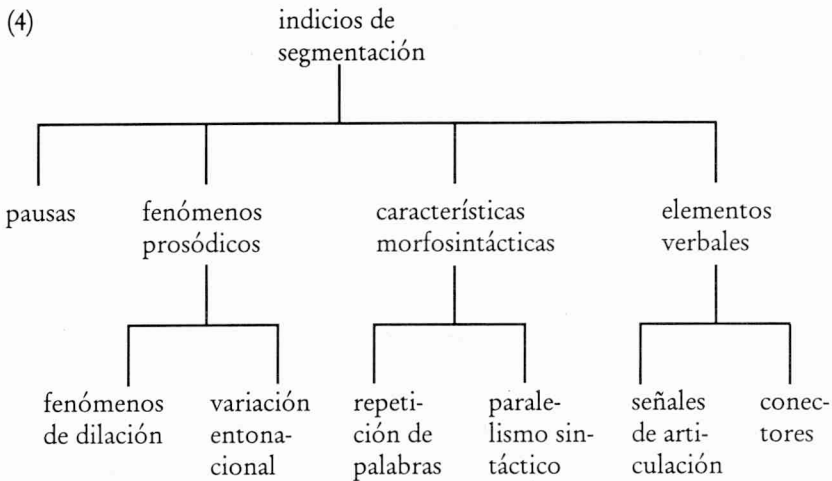 (4)
indicios de
segmentación
pausas
fenómenos
prosódicos
características
morfosintácticas
elementos
verbales
fenómenos
de dilación
variación
entona-
cional
repeti-
ción de
palabras
parale-
lismo sin-
táctico
señales
de arti-
culación
conec-
tores